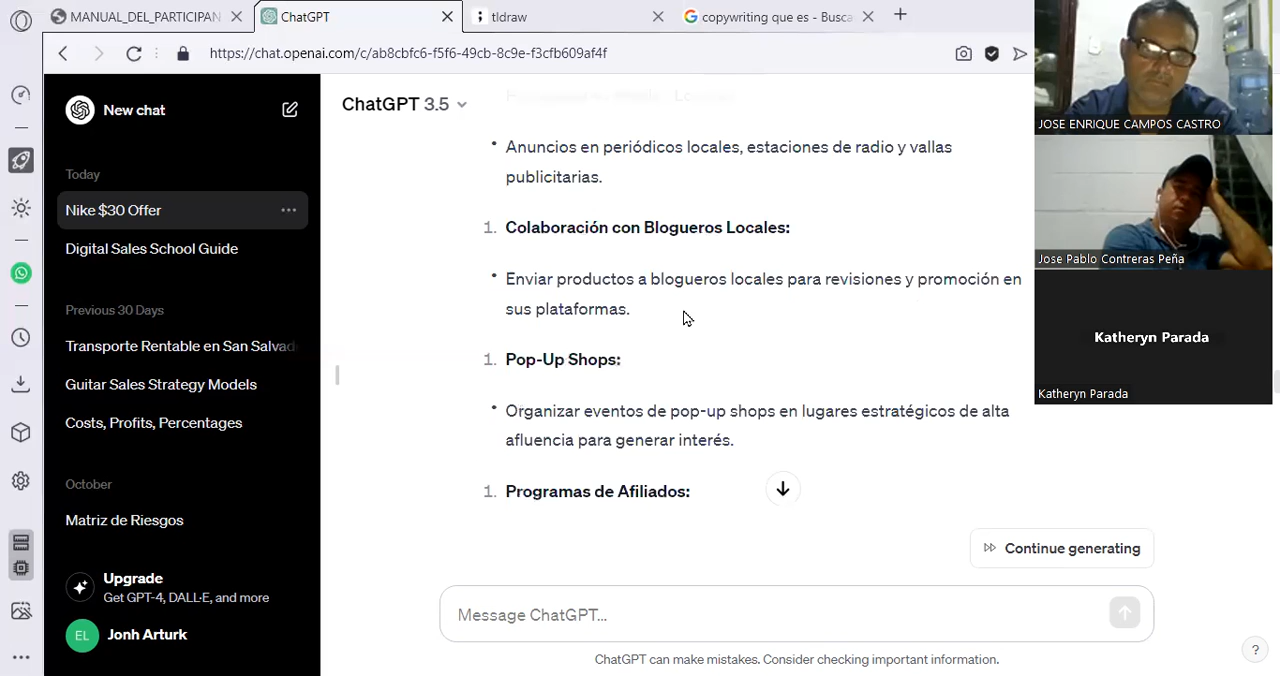 MANUAL_DEL_PARTICIPAN
ChatGPT
tldraw
copywriting que es - Busca
https://chat.openai.com/c/ab8cbfc6-f5f6-49cb-8c9e-f3cfb609af4f
New chat
Today
Nike $30 Offer
Digital Sales School Guide
Previous 30 Days
Transporte Rentable en San Salvad
Guitar Sales Strategy Models
Costs, Profits, Percentages
October
Matriz de Riesgos
Upgrade
Get GPT-4, DALL·E, and more
EL
Jonh Arturk
ChatGPT 3.5
• Anuncios en periódicos locales, estaciones de radio y vallas
publicitarias.
1. Colaboración con Blogueros Locales:
• Enviar productos a blogueros locales para revisiones y promoción en
sus plataformas.
1. Pop-Up Shops:
• Organizar eventos de pop-up shops en lugares estratégicos de alta
afluencia para generar interés.
1. Programas de Afiliados:
Continue generating
Message ChatGPT...
ChatGPT can make mistakes. Consider checking important information.
?
JOSE ENRIQUE CAMPOS CASTRO
Jose Pablo Contreras Peña
Katheryn Parada
Katheryn Parada